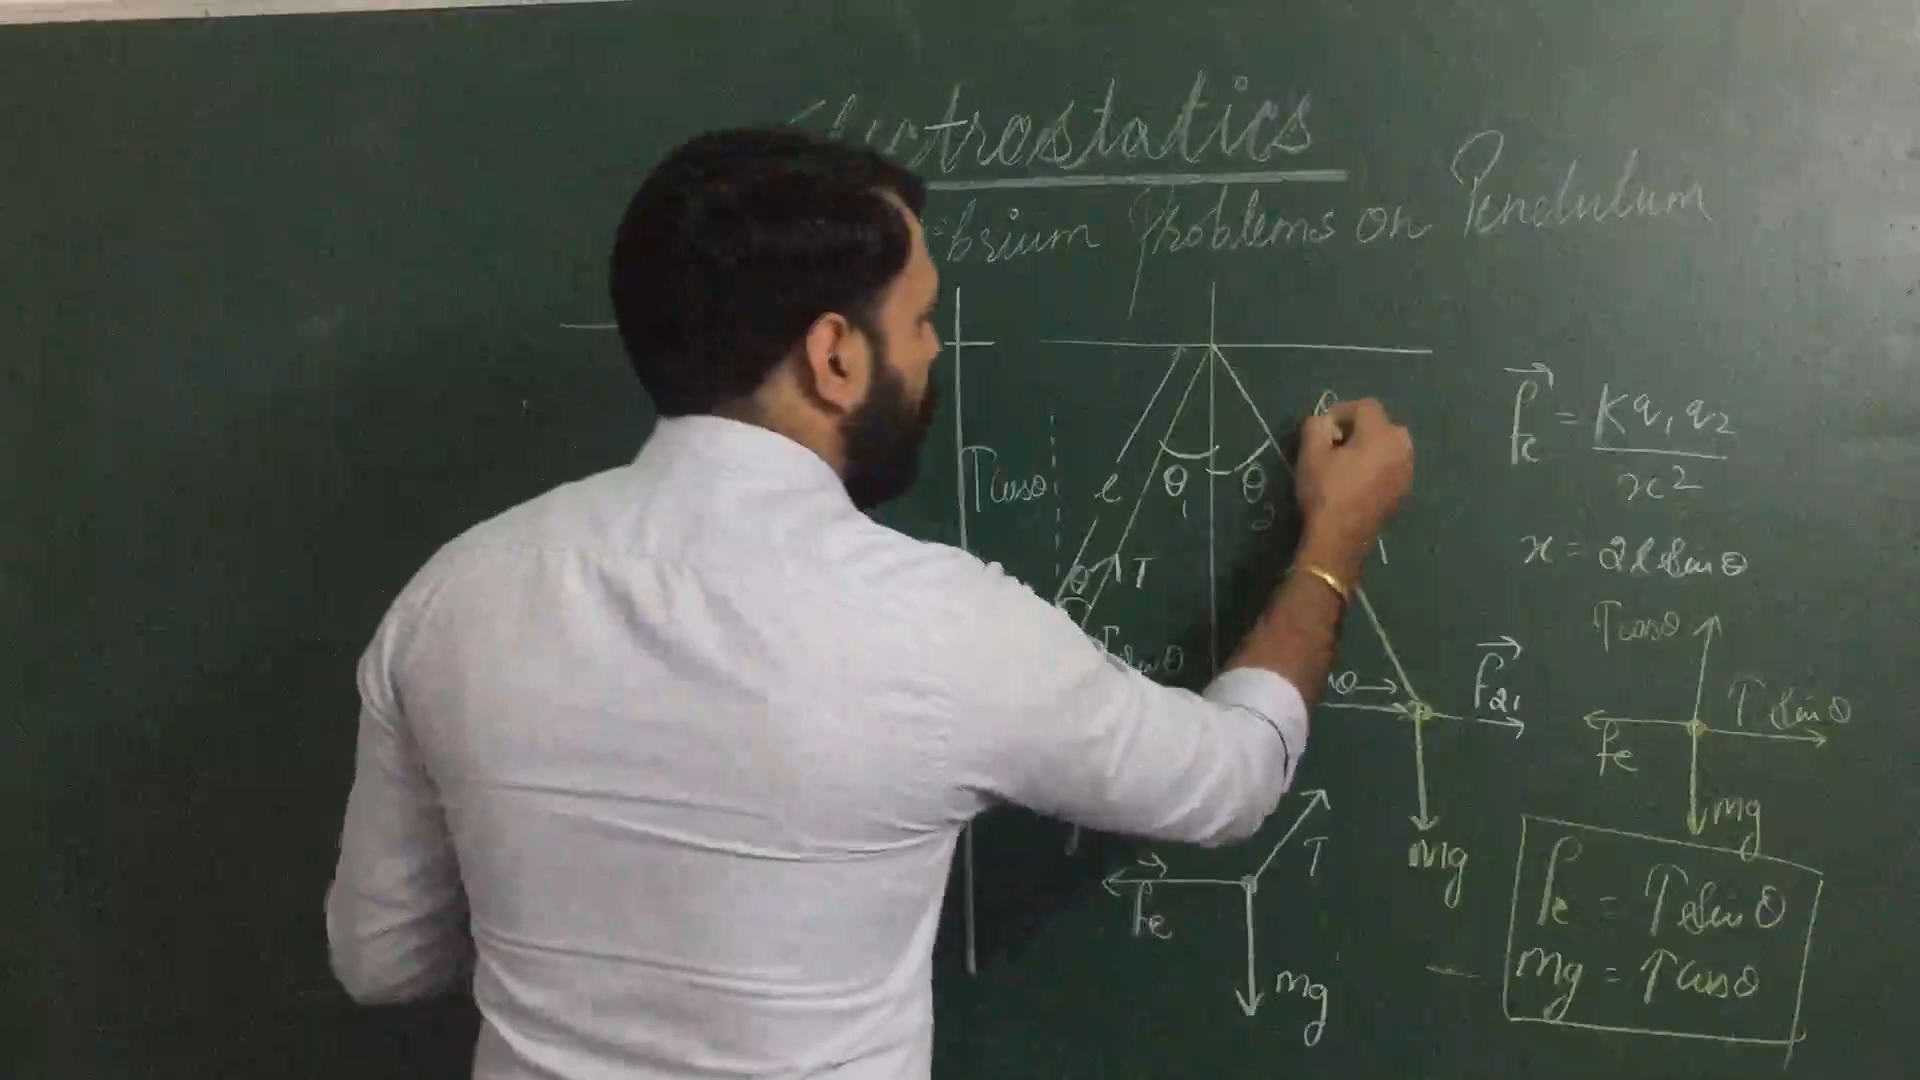 Electrostatics
Problems on Pendulum
T cosθ
l
θ1
θ2
θ
T
T sinθ
Fe = Kq1q2 / x2
x = 2l sinθ
T cosθ
T sinθ
Fe
mg
F21
mg
T
Fe
mg
Fe = T sinθ
mg = T cosθ